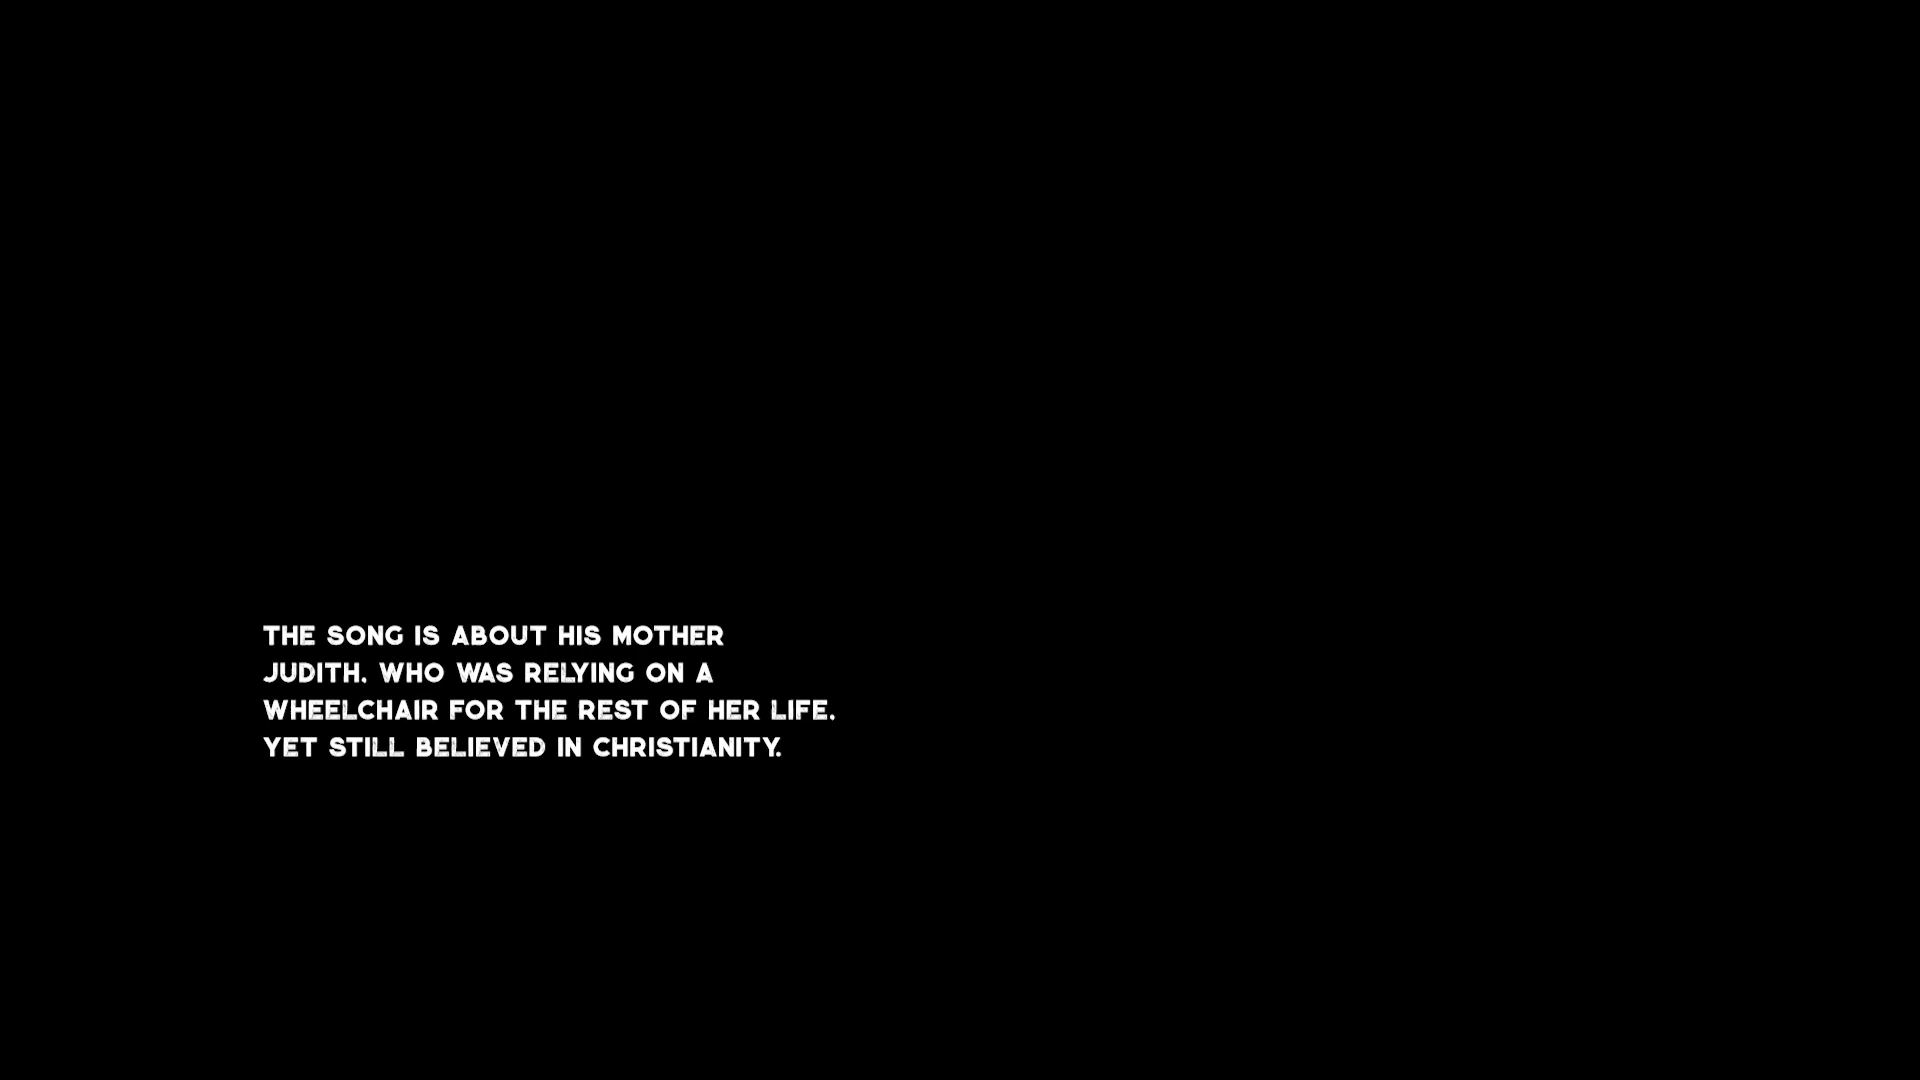 THE SONG IS ABOUT HIS MOTHER
JUDITH, WHO WAS RELYING ON A
WHEELCHAIR FOR THE REST OF HER LIFE,
YET STILL BELIEVED IN CHRISTIANITY.